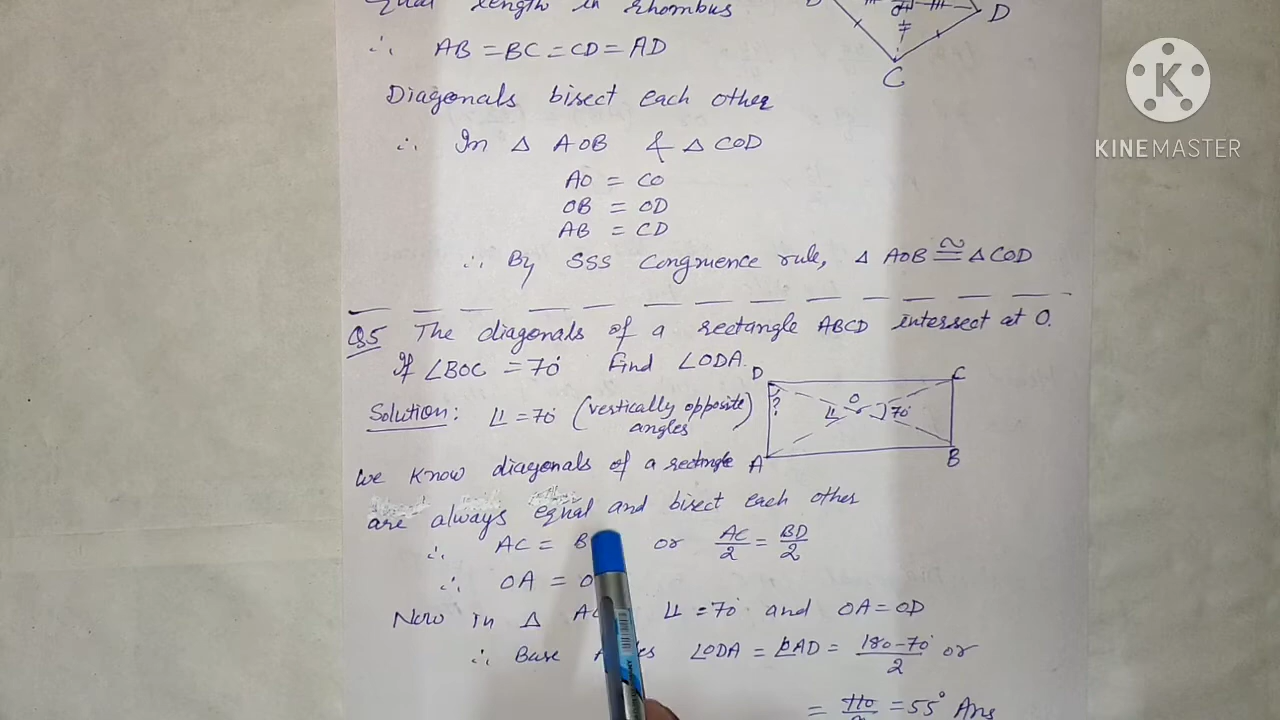 Equal length in rhombus
∴ AB = BC = CD = AD
Diagonals bisect each other
∴ In Δ AOB & Δ COD
AO = CO
OB = OD
AB = CD
∴ By SSS Congruence rule, Δ AOB ≅ Δ COD
D
C
K
KINEMASTER
Q5 The diagonals of a rectangle ABCD intersect at O.
If ∠BOC = 70° Find ∠ODA.
Solution: ∠1 = 70° (vertically opposite angles)
D
C
?
∠1
O
70°
A
B
We know diagonals of a rectangle
are always equal and bisect each other
∴ AC = B or AC/2 = BD/2
∴ OA =
Now in Δ ∠1 = 70° and OA = OD
∴ Base ∠ODA = ∠OAD = 180-70°/2 or
= 110/2 = 55° Ans